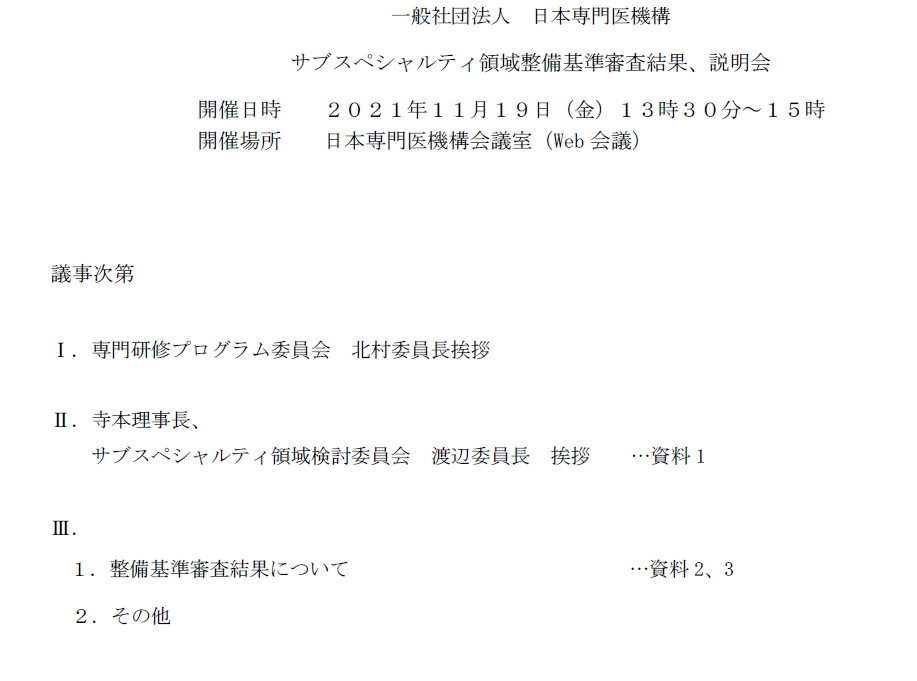 一般社団法人　日本専門医機構
サブスペシャルティ領域整備基準審査結果、説明会
開催日時　　２０２１年１１月１９日（金）１３時３０分～１５時
開催場所　　日本専門医機構会議室（Web 会議）
議事次第
Ⅰ．専門研修プログラム委員会　北村委員長挨拶
Ⅱ．寺本理事長、
サブスペシャルティ領域検討委員会　渡辺委員長　挨拶　　…資料 1
Ⅲ．
１．整備基準審査結果について　　…資料 2、3
２．その他